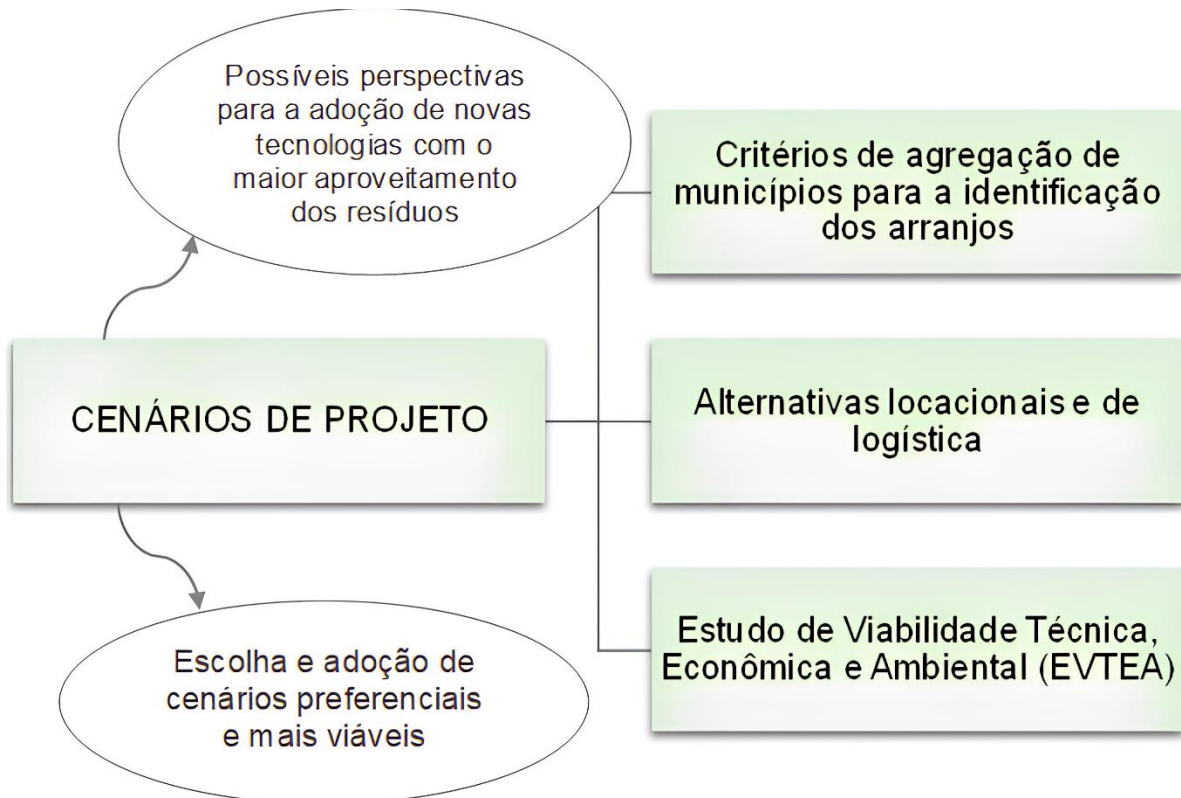 Possíveis perspectivas
para a adoção de novas
tecnologias com o
maior aproveitamento
dos resíduos
Critérios de agregação de
municípios para a identificação
dos arranjos
CENÁRIOS DE PROJETO
Alternativas locacionais e de
logística
Escolha e adoção de
cenários preferenciais
e mais viáveis
Estudo de Viabilidade Técnica,
Econômica e Ambiental (EVTEA)